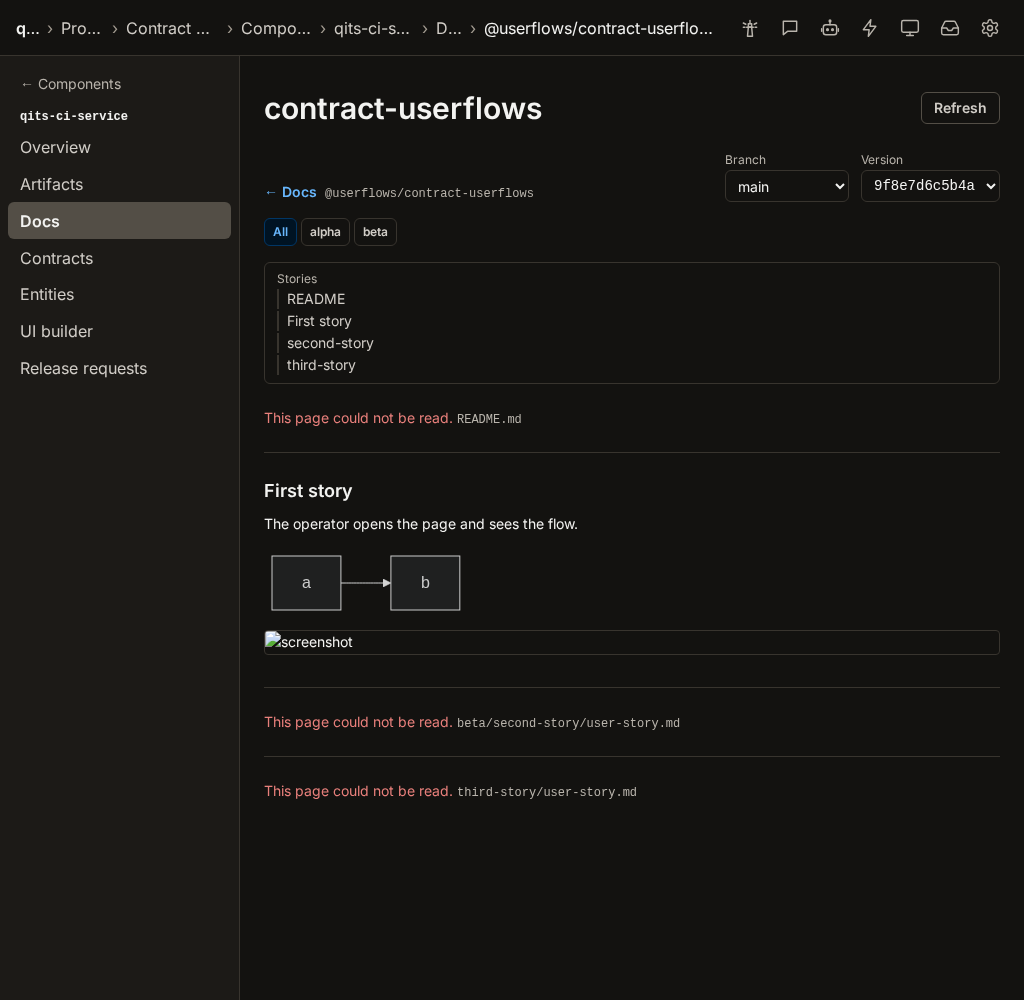 q... › Pro... › Contract ... › Compo... › qits-ci-s... › D... › @userflows/contract-userflo...
← Components
qits-ci-service
Overview
Artifacts
Docs
Contracts
Entities
UI builder
Release requests
contract-userflows
Refresh
← Docs @userflows/contract-userflows
Branch
main
Version
9f8e7d6c5b4a
All alpha beta
Stories
README
First story
second-story
third-story
This page could not be read. README.md
First story
The operator opens the page and sees the flow.
a b
screenshot
This page could not be read. beta/second-story/user-story.md
This page could not be read. third-story/user-story.md